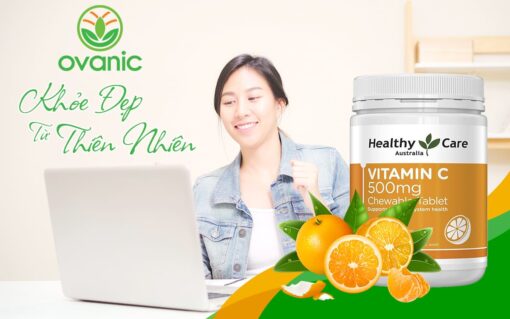 ovanic
Khỏe Đẹp
Từ Thiên Nhiên
Healthy Care
Australia
VITAMIN C
500mg
Chewable Tablet